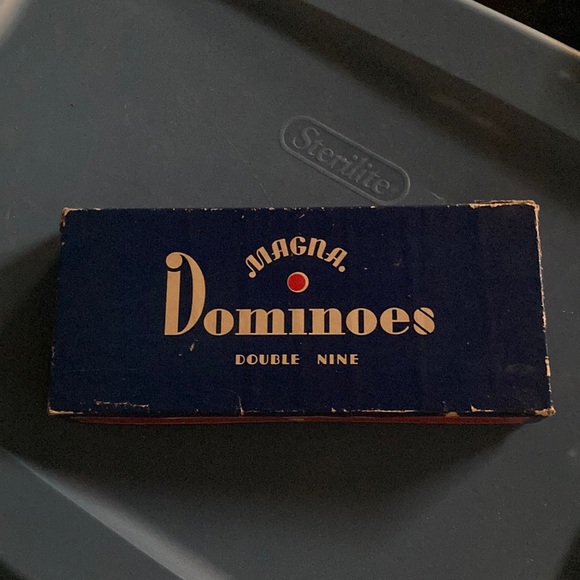 Sterilite
MAGNA.
Dominoes
DOUBLE NINE